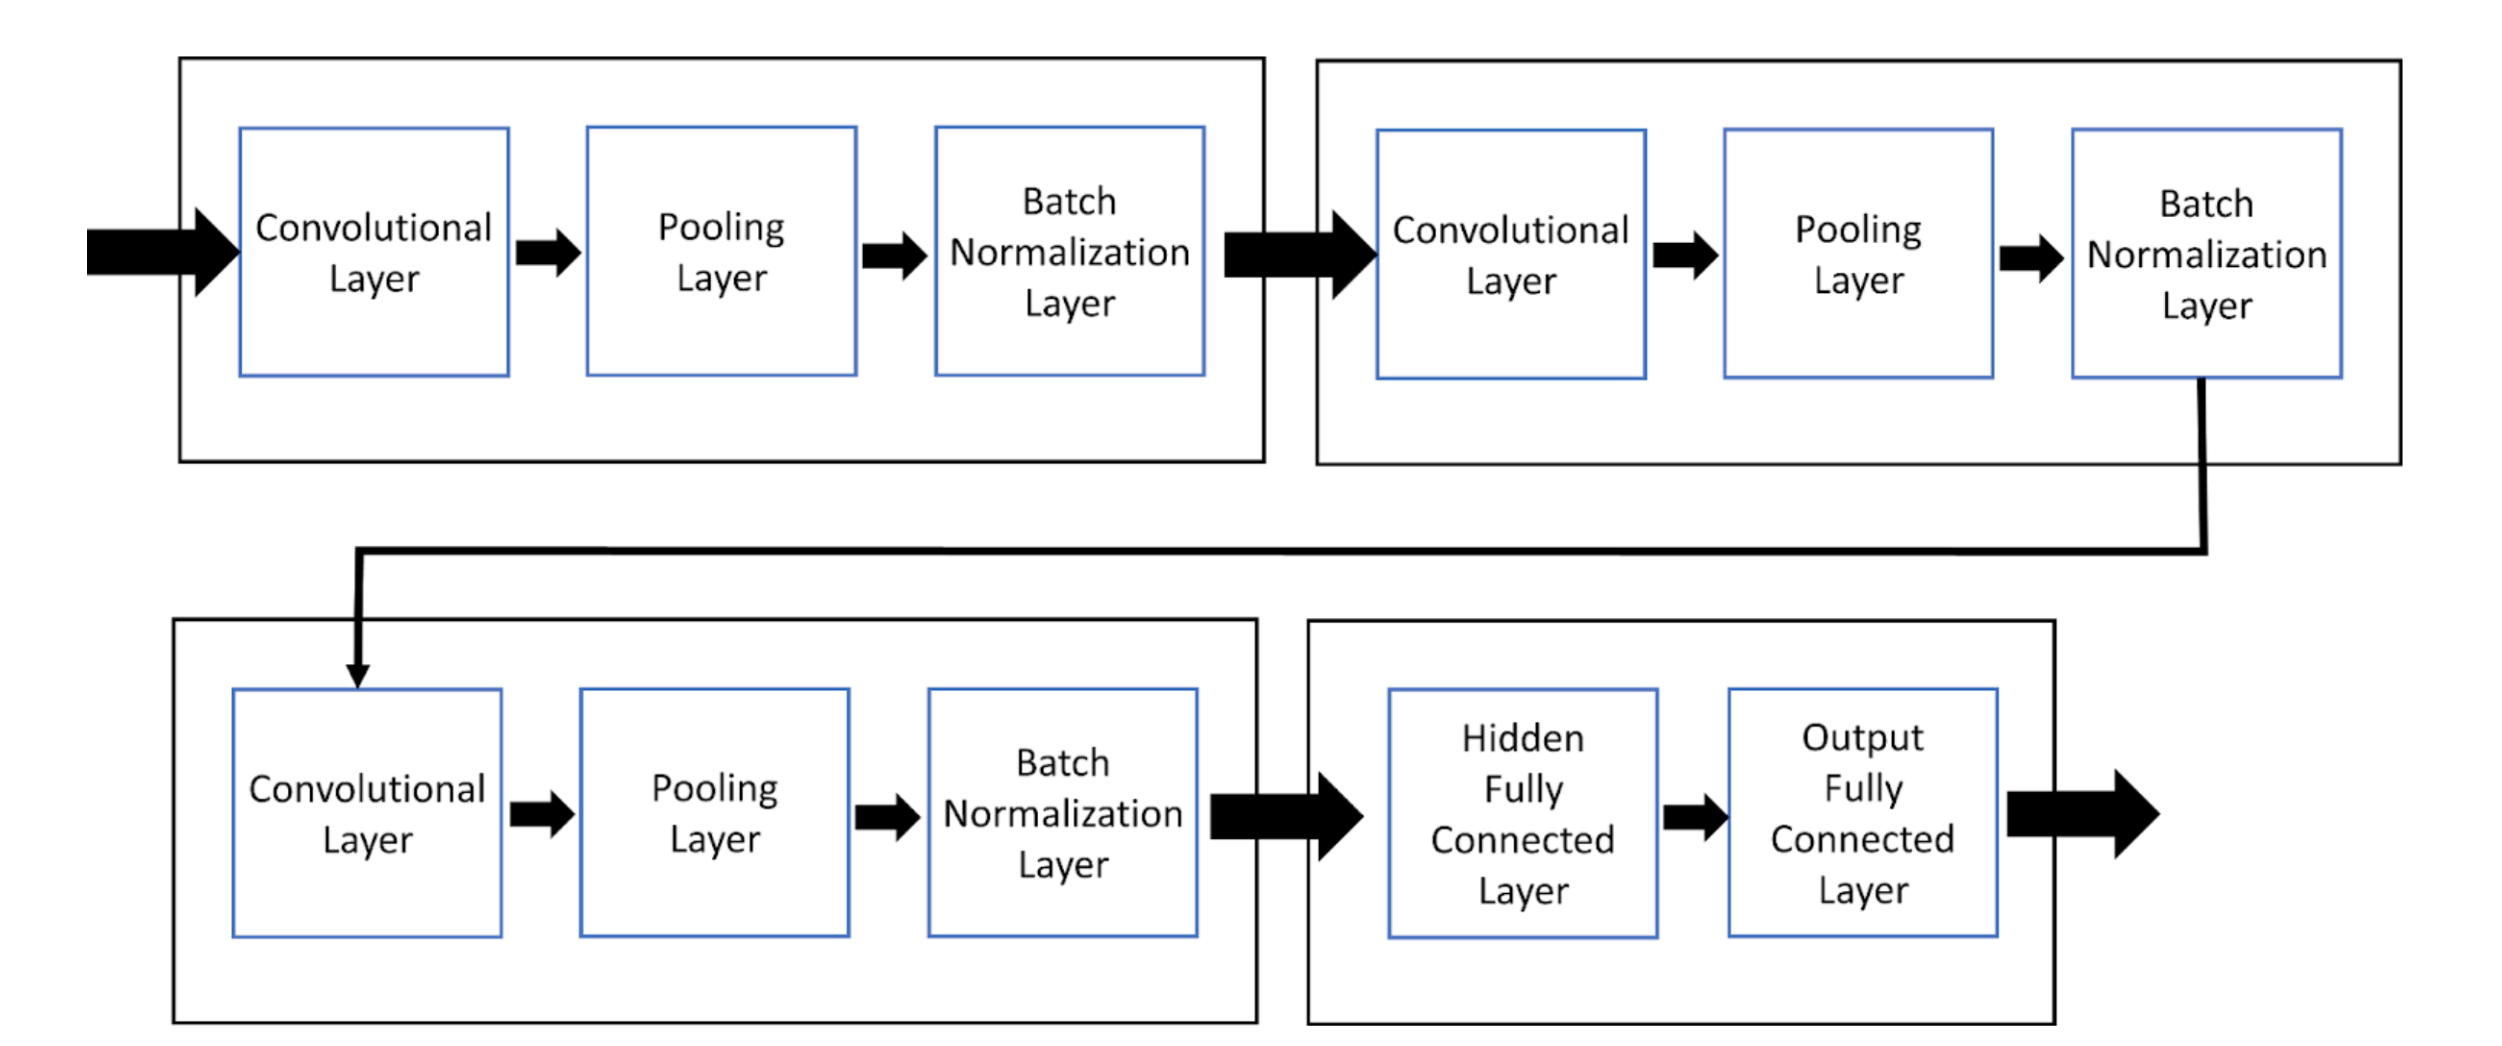 Convolutional
Layer
Pooling
Layer
Batch
Normalization
Layer
Convolutional
Layer
Pooling
Layer
Batch
Normalization
Layer
Convolutional
Layer
Pooling
Layer
Batch
Normalization
Layer
Hidden
Fully
Connected
Layer
Output
Fully
Connected
Layer